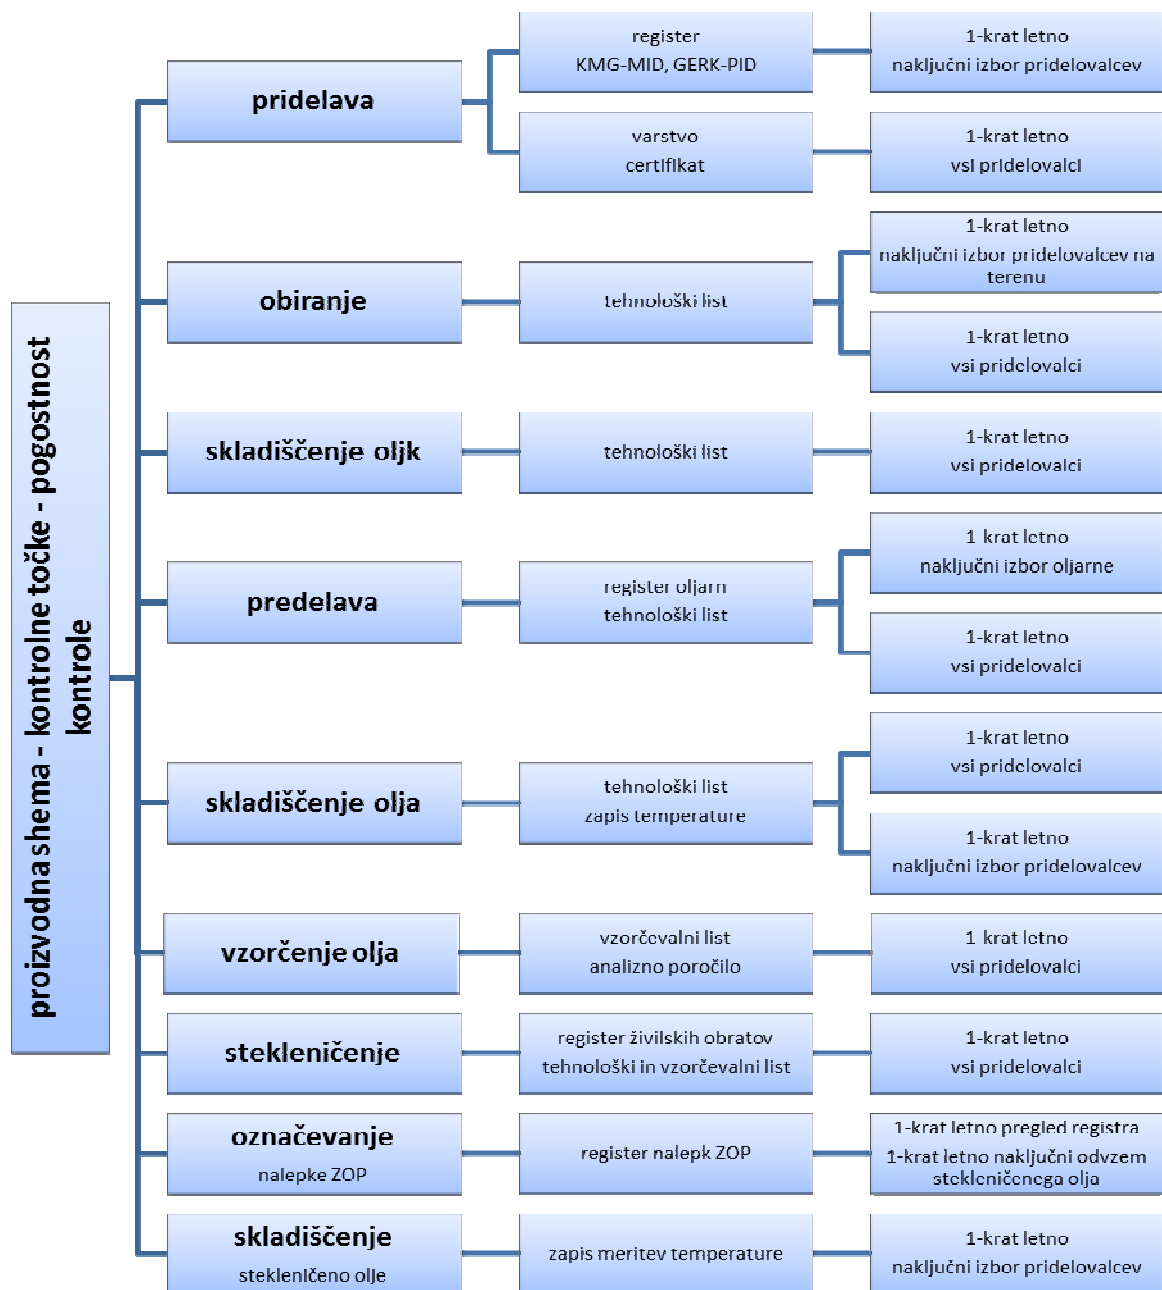 proizvodna shema - kontrolne točke - pogostnost
kontrole
pridelava
register
KMG-MID, GERK-PID
1-krat letno
naključni izbor pridelovalcev
varstvo
certifikat
1-krat letno
vsi pridelovalci
obiranje
tehnološki list
1-krat letno
naključni izbor pridelovalcev na
terenu
1-krat letno
vsi pridelovalci
skladiščenje oljk
tehnološki list
1-krat letno
vsi pridelovalci
predelava
register oljarn
tehnološki list
1-krat letno
naključni izbor oljarne
1-krat letno
vsi pridelovalci
skladiščenje olja
tehnološki list
zapis temperature
1-krat letno
vsi pridelovalci
1-krat letno
naključni izbor pridelovalcev
vzorčenje olja
vzorčevalni list
analizno poročilo
1-krat letno
vsi pridelovalci
stekleničenje
register živilskih obratov
tehnološki in vzorčevalni list
1-krat letno
vsi pridelovalci
označevanje
nalepke ZOP
register nalepk ZOP
1-krat letno pregled registra
1-krat letno naključni odvzem
stekleničenega olja
skladiščenje
stekleničeno olje
zapis meritev temperature
1-krat letno
naključni izbor pridelovalcev